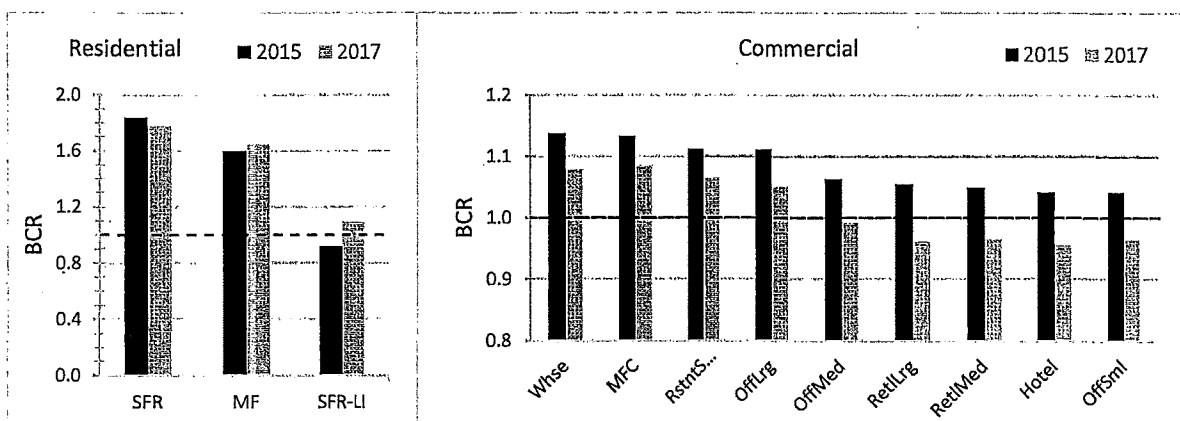 Residential
■ 2015 ■ 2017
BCR
2.0
1.6
1.2
0.8
0.4
0.0
SFR MF SFR-LI
Commercial
■ 2015 ■ 2017
BCR
1.2
1.1
1.0
0.9
0.8
Whse MFC RstntS... OffLrg OffMed RetlLrg RetlMed Hotel OffSml